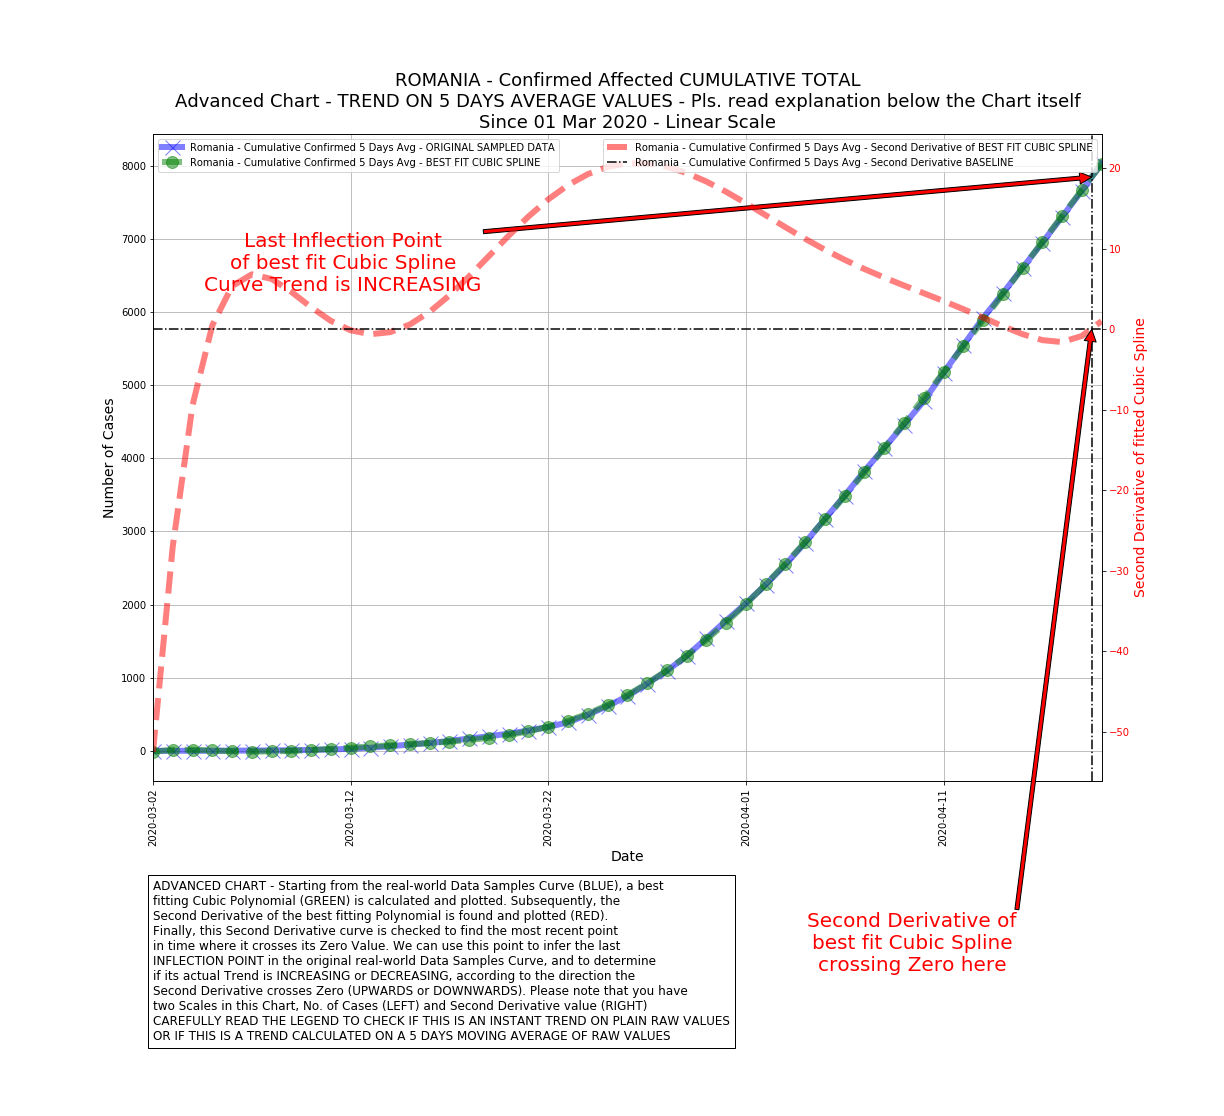 ROMANIA - Confirmed Affected CUMULATIVE TOTAL
Advanced Chart - TREND ON 5 DAYS AVERAGE VALUES - Pls. read explanation below the Chart itself
Since 01 Mar 2020 - Linear Scale
Romania - Cumulative Confirmed 5 Days Avg - ORIGINAL SAMPLED DATA
Romania - Cumulative Confirmed 5 Days Avg - BEST FIT CUBIC SPLINE
Romania - Cumulative Confirmed 5 Days Avg - Second Derivative of BEST FIT CUBIC SPLINE
Romania - Cumulative Confirmed 5 Days Avg - Second Derivative BASELINE
Last Inflection Point
of best fit Cubic Spline
Curve Trend is INCREASING
Number of Cases
8000
7000
6000
5000
4000
3000
2000
1000
0
20
10
0
−10
−20
−30
−40
−50
Second Derivative of fitted Cubic Spline
2020-03-02
2020-03-12
2020-03-22
2020-04-01
2020-04-11
Date
ADVANCED CHART - Starting from the real-world Data Samples Curve (BLUE), a best
fitting Cubic Polynomial (GREEN) is calculated and plotted. Subsequently, the
Second Derivative of the best fitting Polynomial is found and plotted (RED).
Finally, this Second Derivative curve is checked to find the most recent point
in time where it crosses its Zero Value. We can use this point to infer the last
INFLECTION POINT in the original real-world Data Samples Curve, and to determine
if its actual Trend is INCREASING or DECREASING, according to the direction the
Second Derivative crosses Zero (UPWARDS or DOWNWARDS). Please note that you have
two Scales in this Chart, No. of Cases (LEFT) and Second Derivative value (RIGHT)
CAREFULLY READ THE LEGEND TO CHECK IF THIS IS AN INSTANT TREND ON PLAIN RAW VALUES
OR IF THIS IS A TREND CALCULATED ON A 5 DAYS MOVING AVERAGE OF RAW VALUES
Second Derivative of
best fit Cubic Spline
crossing Zero here